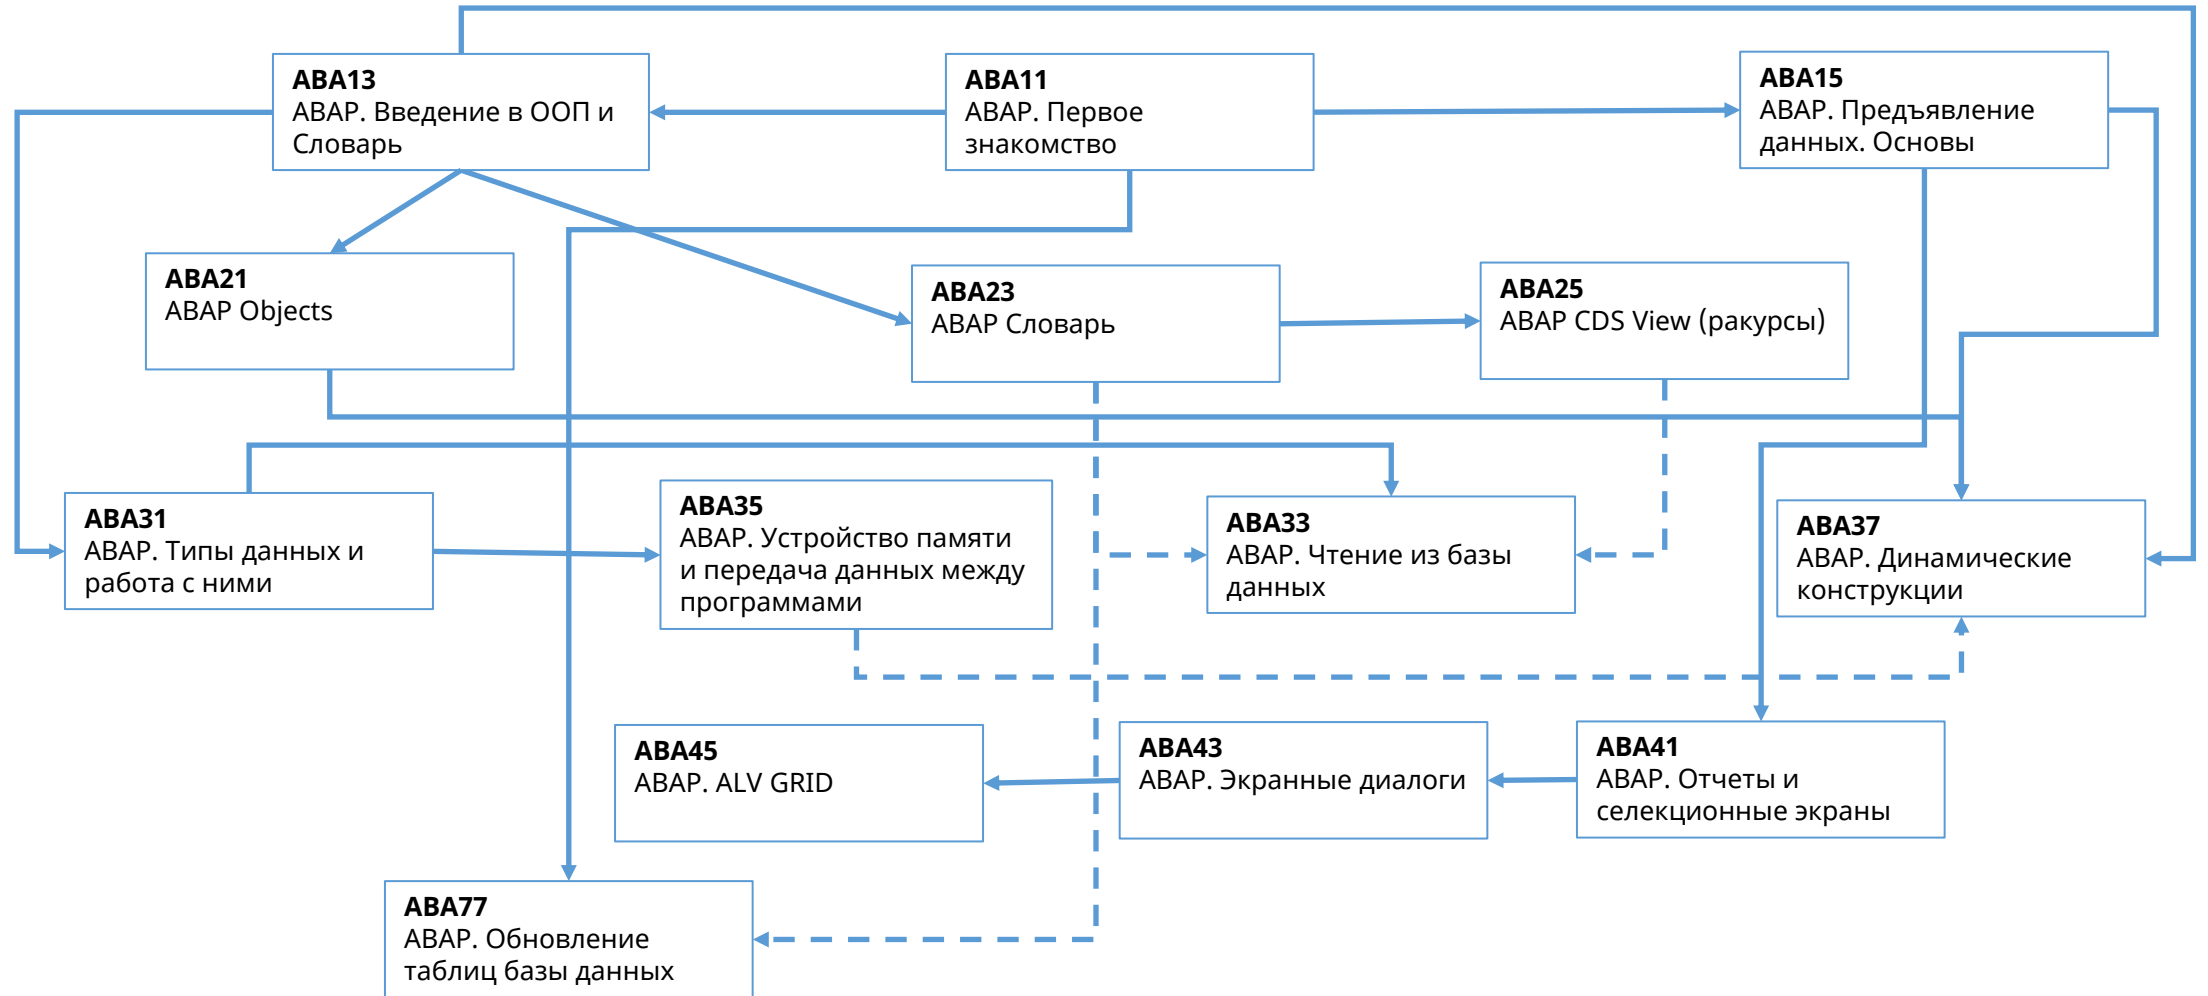 ABA13
ABAP. Введение в ООП и
Словарь
ABA11
ABAP. Первое
знакомство
ABA15
ABAP. Предъявление
данных. Основы
ABA21
ABAP Objects
ABA23
ABAP Словарь
ABA25
ABAP CDS View (ракурсы)
ABA31
ABAP. Типы данных и
работа с ними
ABA35
ABAP. Устройство памяти
и передача данных между
программами
ABA33
ABAP. Чтение из базы
данных
ABA37
ABAP. Динамические
конструкции
ABA45
ABAP. ALV GRID
ABA43
ABAP. Экранные диалоги
ABA41
ABAP. Отчеты и
селекционные экраны
ABA77
ABAP. Обновление
таблиц базы данных